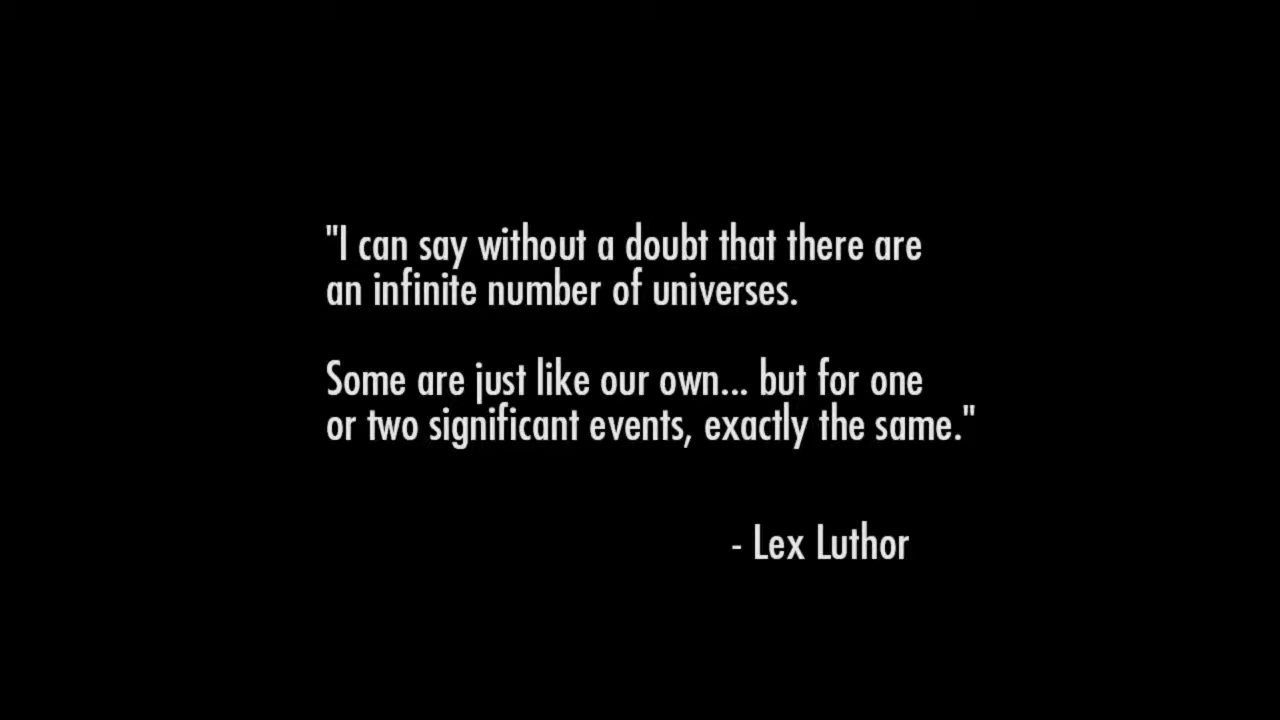 "I can say without a doubt that there are
an infinite number of universes.
Some are just like our own... but for one
or two significant events, exactly the same."
- Lex Luthor